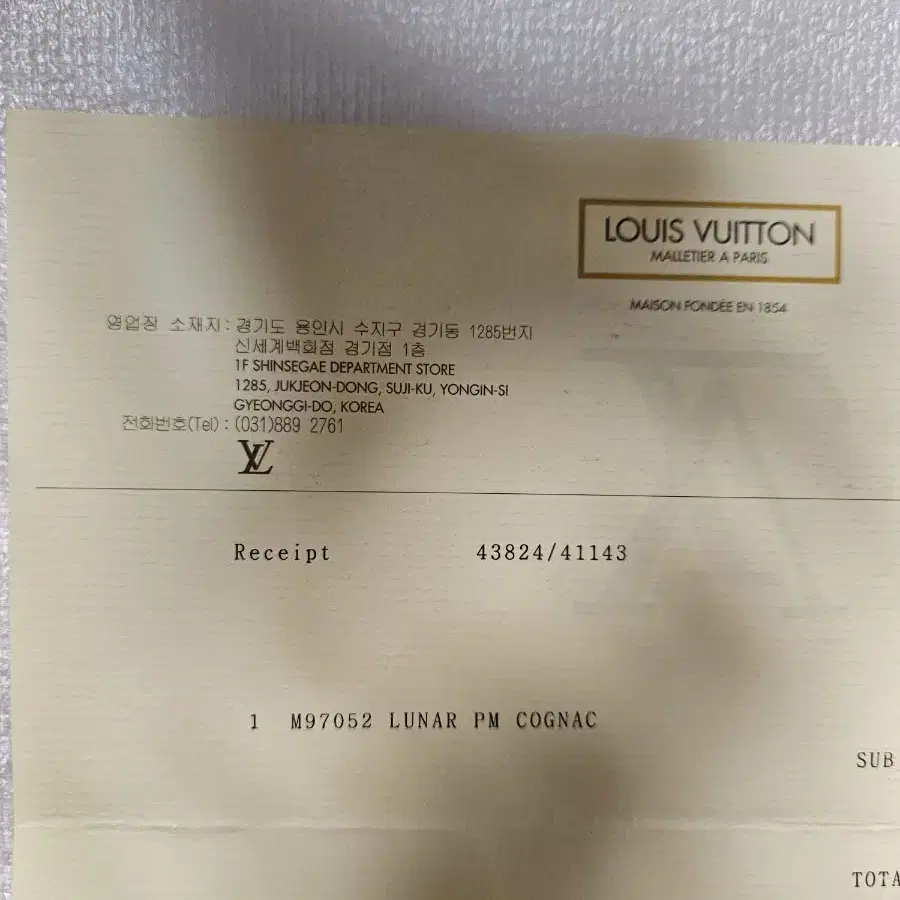 LOUIS VUITTON
MALLETIER A PARIS
MAISON FONDÉE EN 1854
영업장 소재지: 경기도 용인시 수지구 경기동 1285번지
신세계백화점 경기점 1층
1F SHINSEGAE DEPARTMENT STORE
1285, JUKJEON-DONG, SUJI-KU, YONGIN-SI
GYEONGGI-DO, KOREA
전화번호(Tel) : (031)889 2761
LV
Receipt 43824/41143
1 M97052 LUNAR PM COGNAC
SUB
TOTA